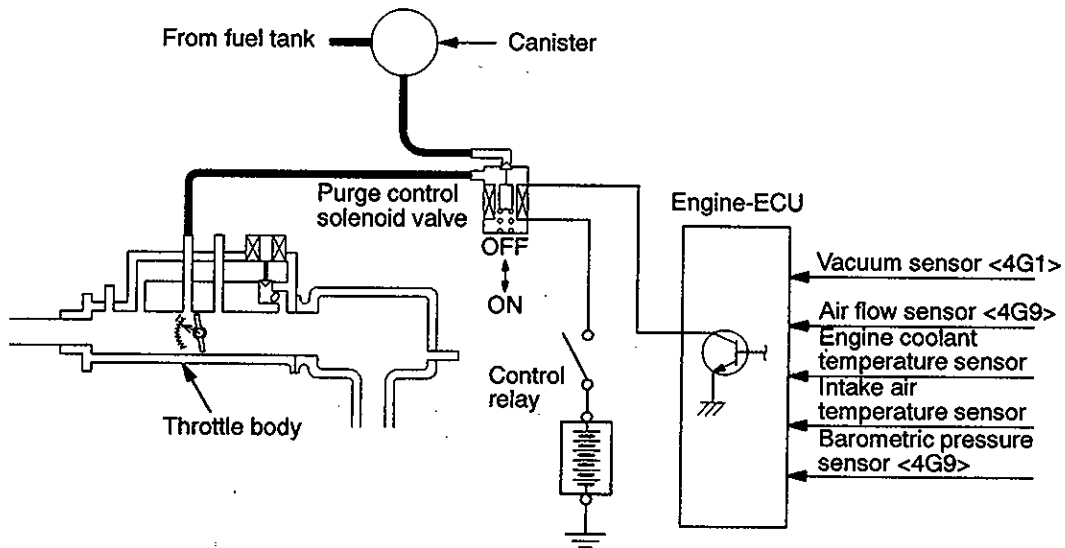 From fuel tank
Canister
Purge control
solenoid valve
OFF
ON
Engine-ECU
Vacuum sensor <4G1>
Air flow sensor <4G9>
Engine coolant
temperature sensor
Intake air
temperature sensor
Barometric pressure
sensor <4G9>
Control
relay
Throttle body